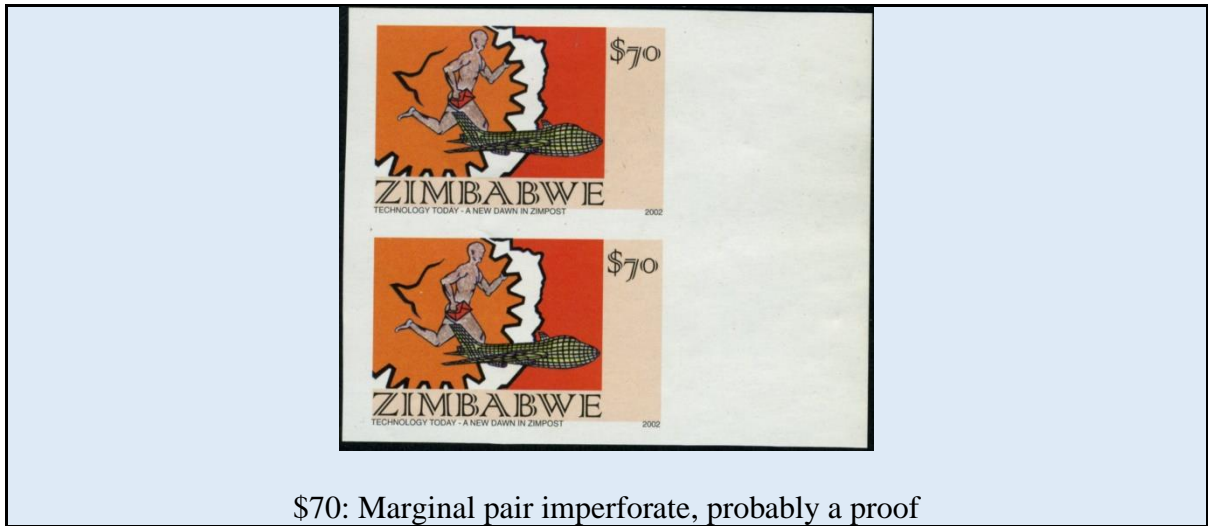 $70
ZIMBABWE
TECHNOLOGY TODAY - A NEW DAWN IN ZIMPOST 2002
$70
ZIMBABWE
TECHNOLOGY TODAY - A NEW DAWN IN ZIMPOST 2002
$70: Marginal pair imperforate, probably a proof